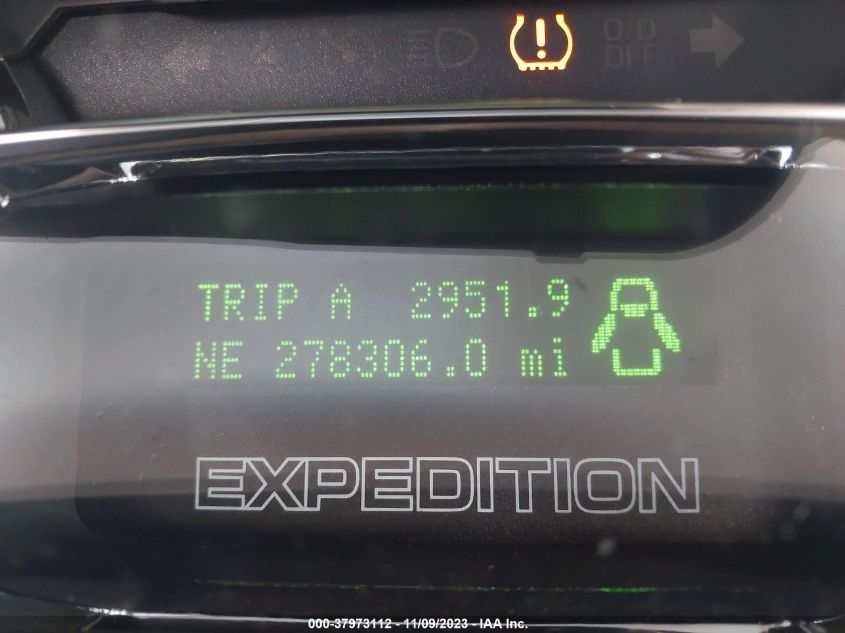 O D
OFF
TRIP A 2951.9
NE 278306.0 mi
EXPEDITION
000-37973112 - 11/09/2023 - IAA Inc.